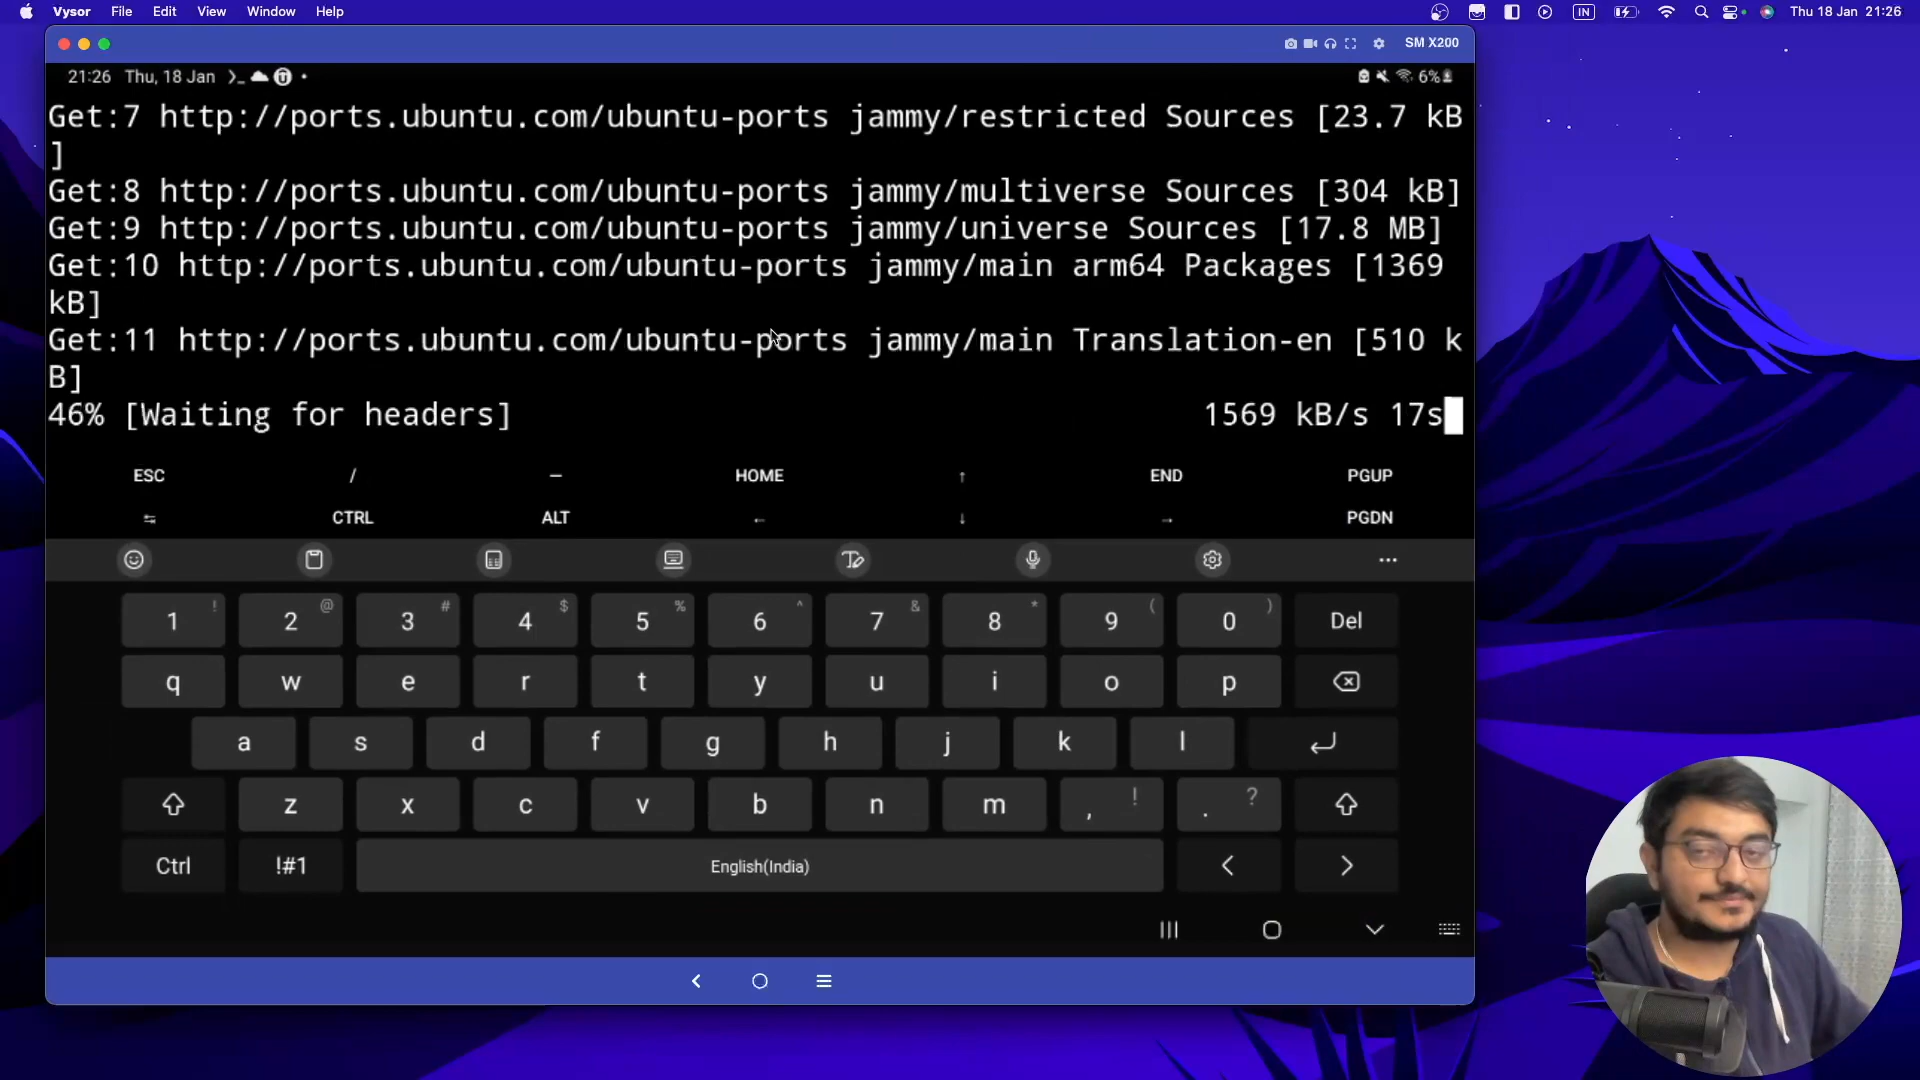 Vysor File Edit View Window Help IN Thu 18 Jan 21:26
SM X200
21:26 Thu, 18 Jan 6%
Get:7 http://ports.ubuntu.com/ubuntu-ports jammy/restricted Sources [23.7 kB
]
Get:8 http://ports.ubuntu.com/ubuntu-ports jammy/multiverse Sources [304 kB]
Get:9 http://ports.ubuntu.com/ubuntu-ports jammy/universe Sources [17.8 MB]
Get:10 http://ports.ubuntu.com/ubuntu-ports jammy/main arm64 Packages [1369
kB]
Get:11 http://ports.ubuntu.com/ubuntu-ports jammy/main Translation-en [510 k
B]
46% [Waiting for headers] 1569 kB/s 17s
ESC / — HOME ↑ END PGUP
⇆ CTRL ALT ← ↓ → PGDN
1 ! 2 @ 3 # 4 $ 5 % 6 ^ 7 & 8 * 9 ( 0 ) Del
q w e r t y u i o p
a s d f g h j k l
z x c v b n m , ! . ?
Ctrl !#1 English(India) < >